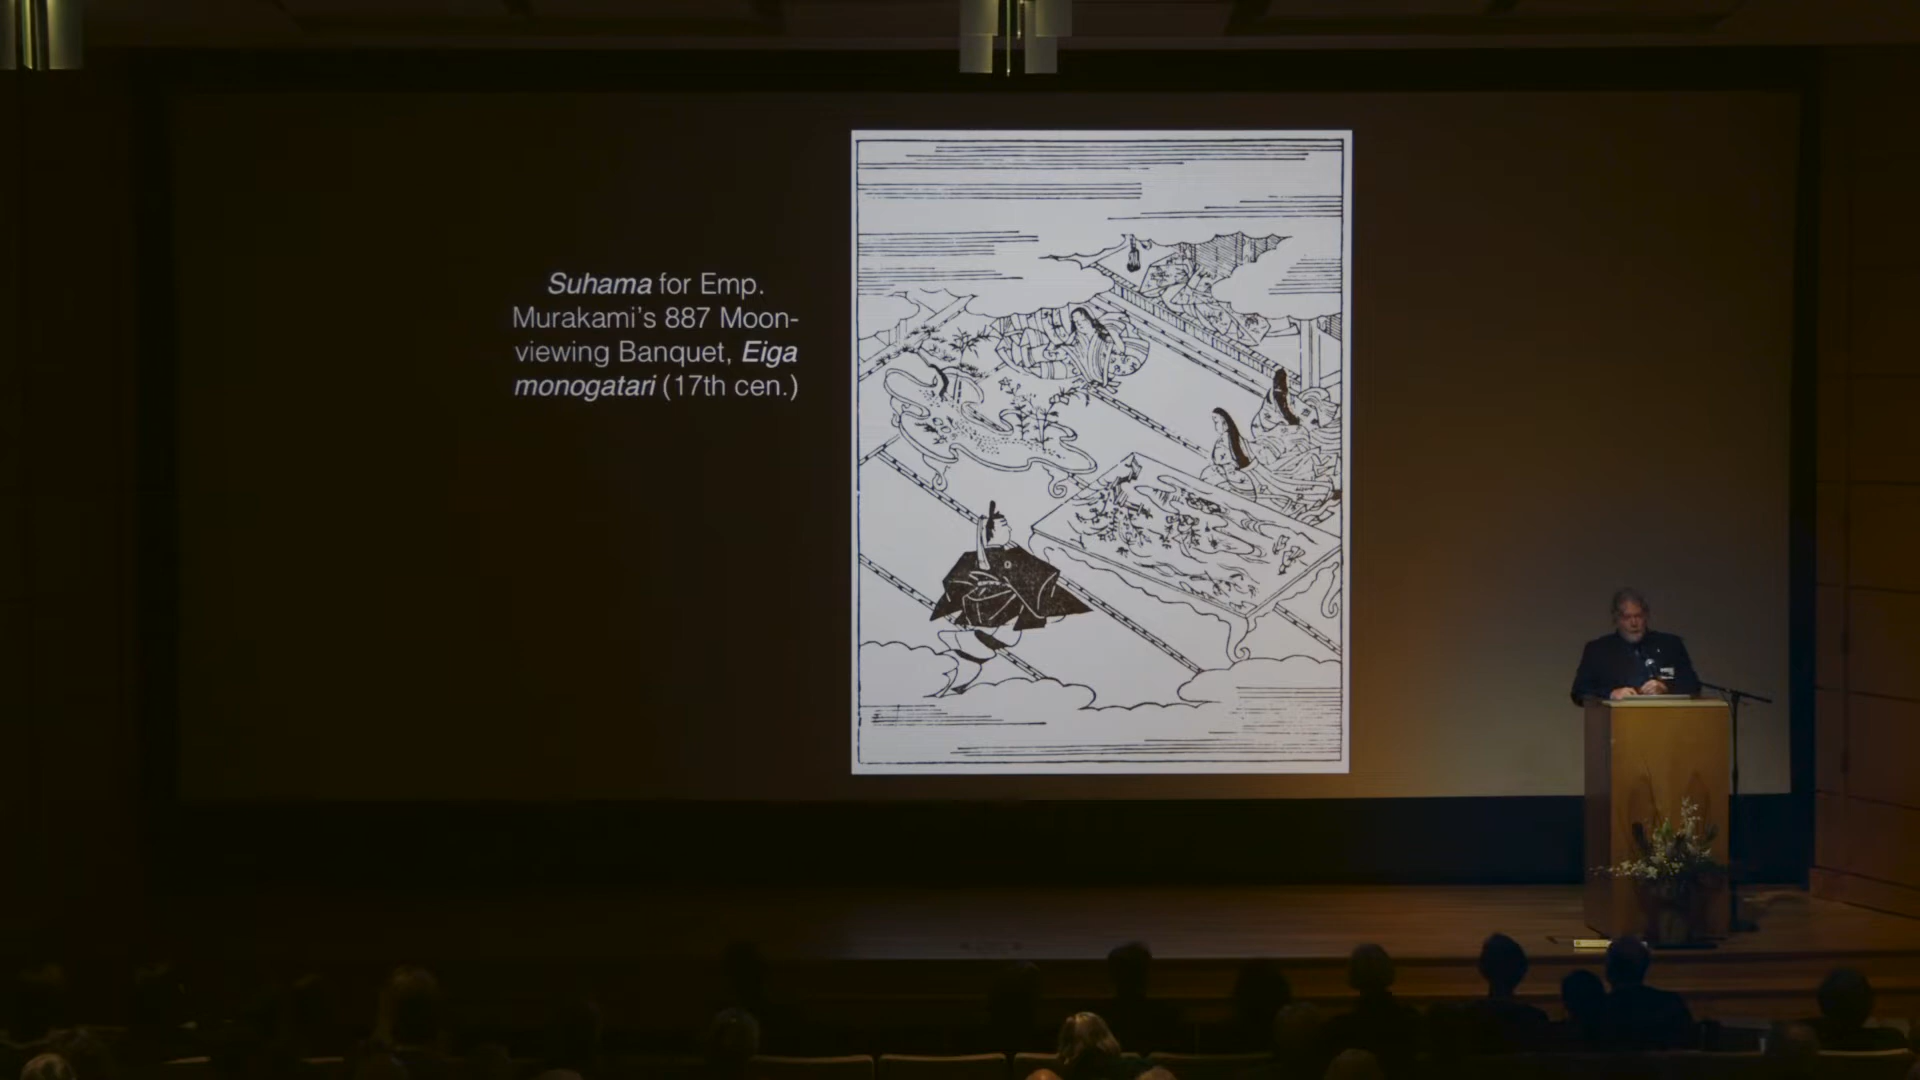 Suhama for Emp.
Murakami's 887 Moon-
viewing Banquet, Eiga
monogatari (17th cen.)